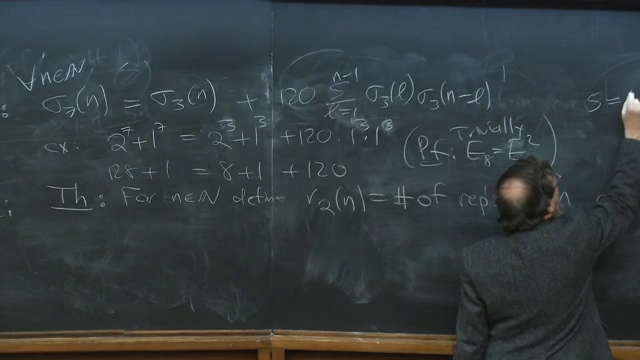 ∀n∈ℕ
: σ₇(n) = σ₃(n) + 120 Σ_{ℓ=1}^{n-1} σ₃(ℓ)σ₃(n-ℓ)
ex: 2⁷+1⁷ = 2³+1³ + 120·1³·1³
128+1 = 8+1 + 120
(Pf: Trivially E₈=E₄²)
5=
Th: For n∈ℕ define r₂(n) = # of rep n